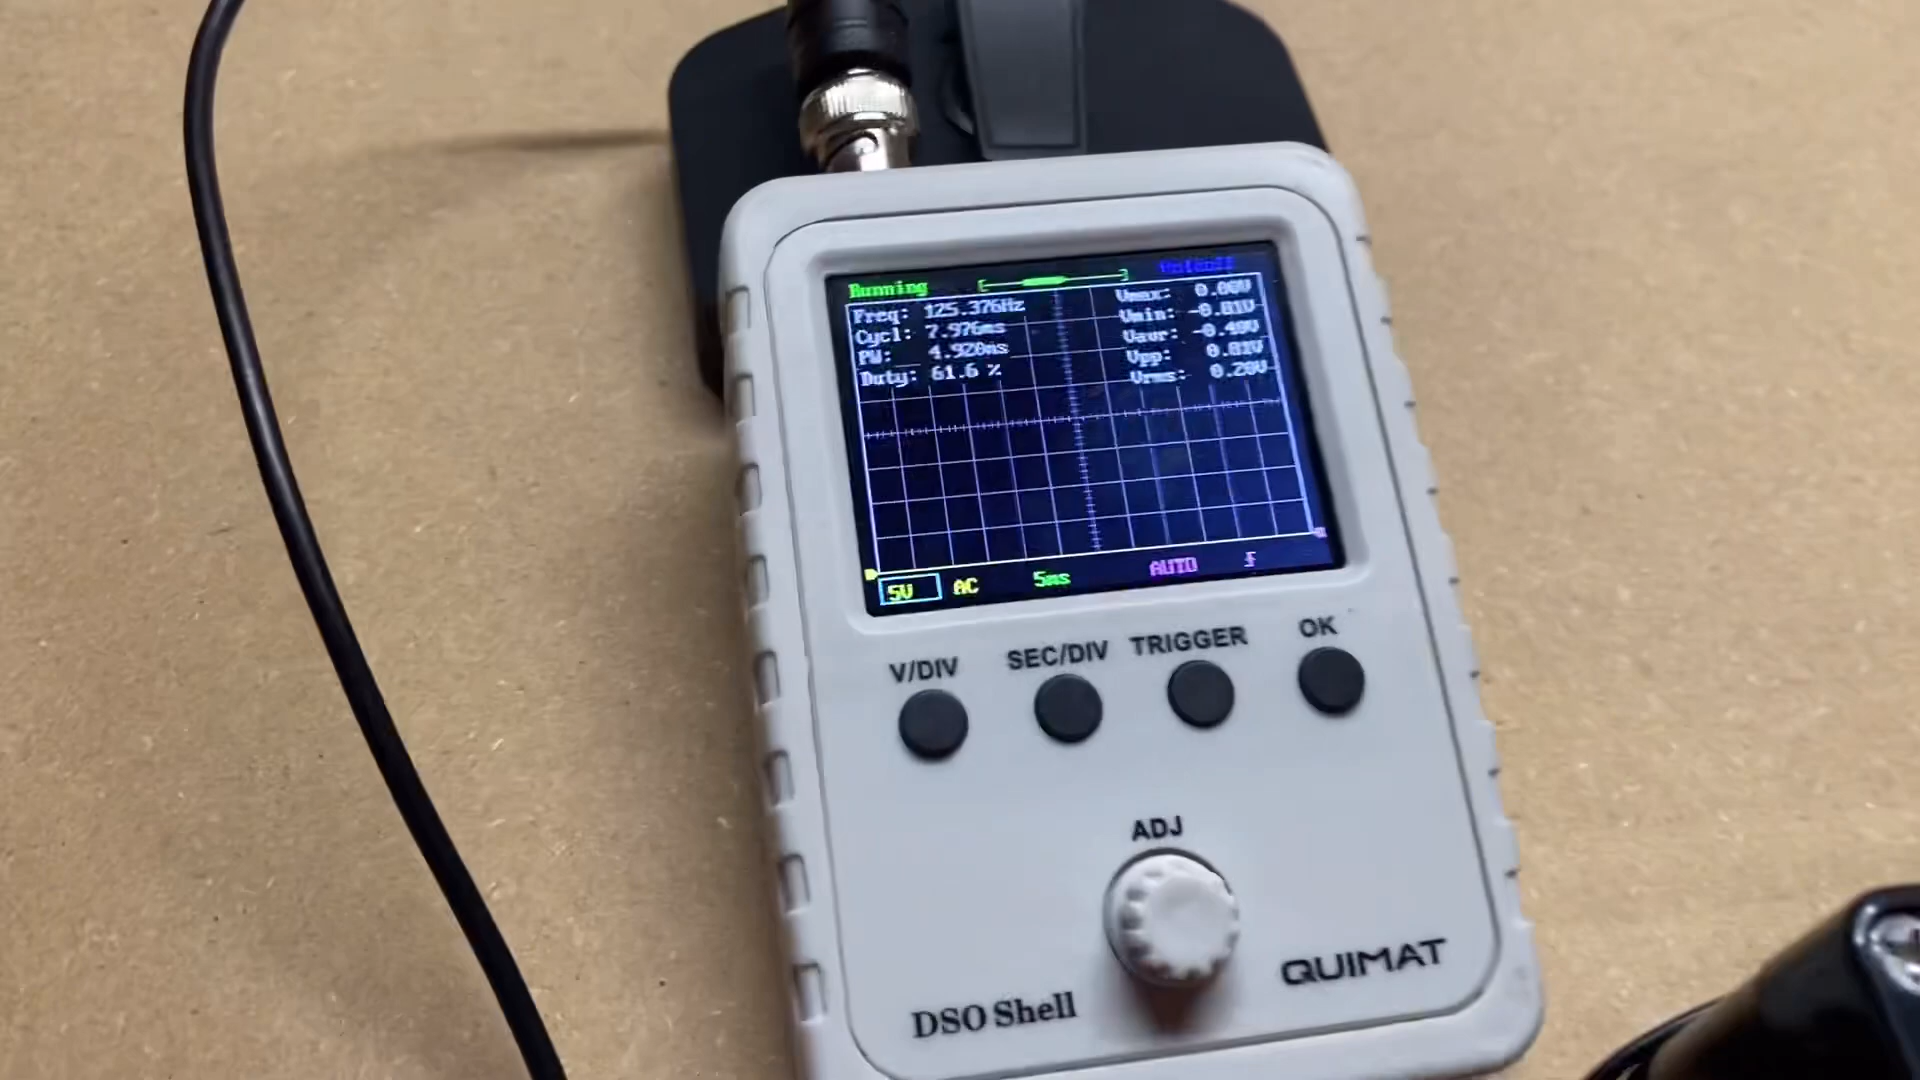 Running
Freq: 125.376Hz
Cycl: 7.976ms
PW: 4.920ms
Duty: 61.6 %
Vmax: 0.00V
Vmin: -0.81V
Vavr: -0.40V
Vpp: 0.81V
Vrms: 0.20V
5V AC 5ms AUTO
V/DIV SEC/DIV TRIGGER OK
ADJ
DSO Shell QUIMAT